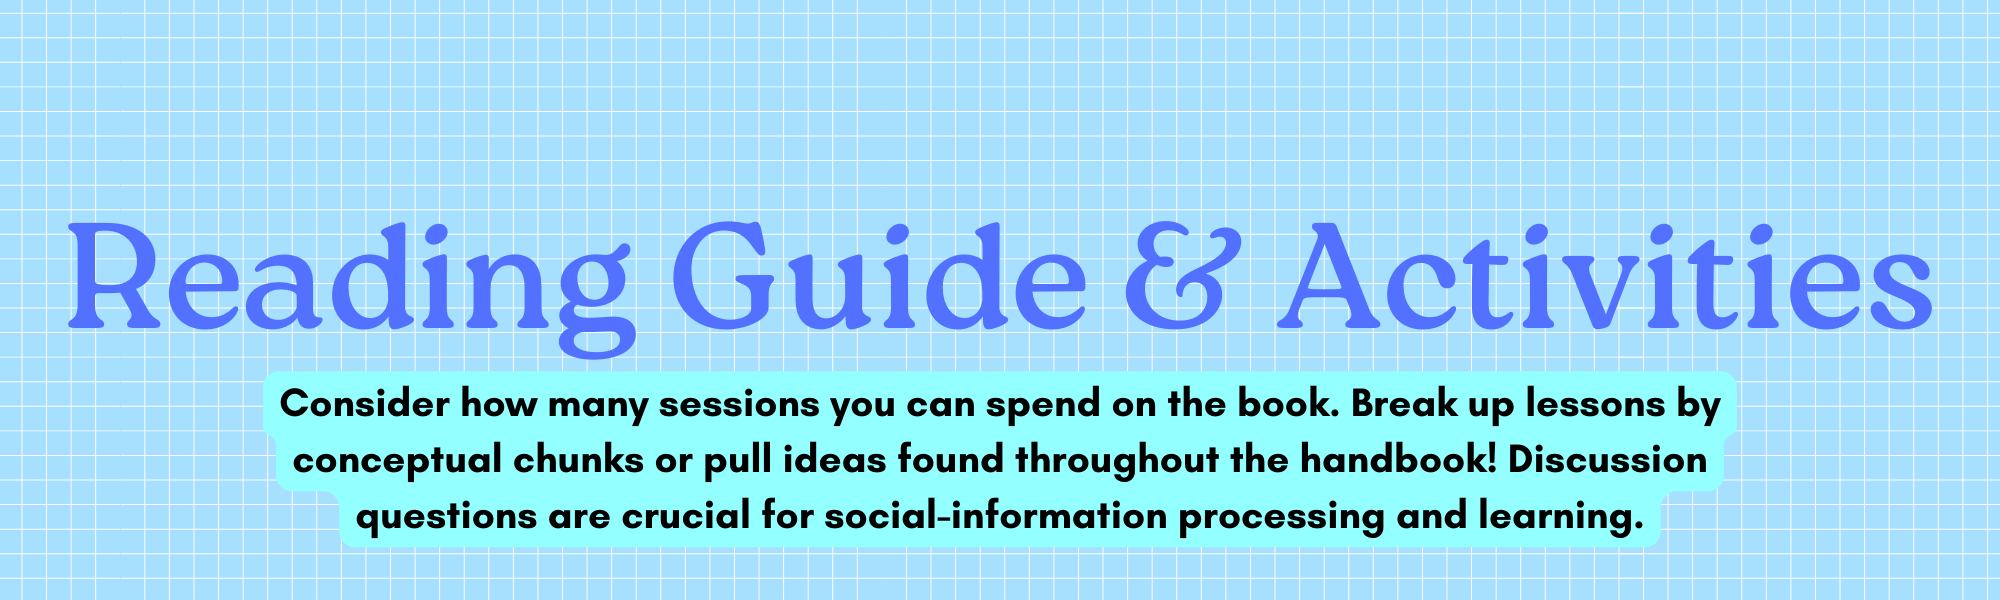 Reading Guide & Activities
Consider how many sessions you can spend on the book. Break up lessons by
conceptual chunks or pull ideas found throughout the handbook! Discussion
questions are crucial for social-information processing and learning.